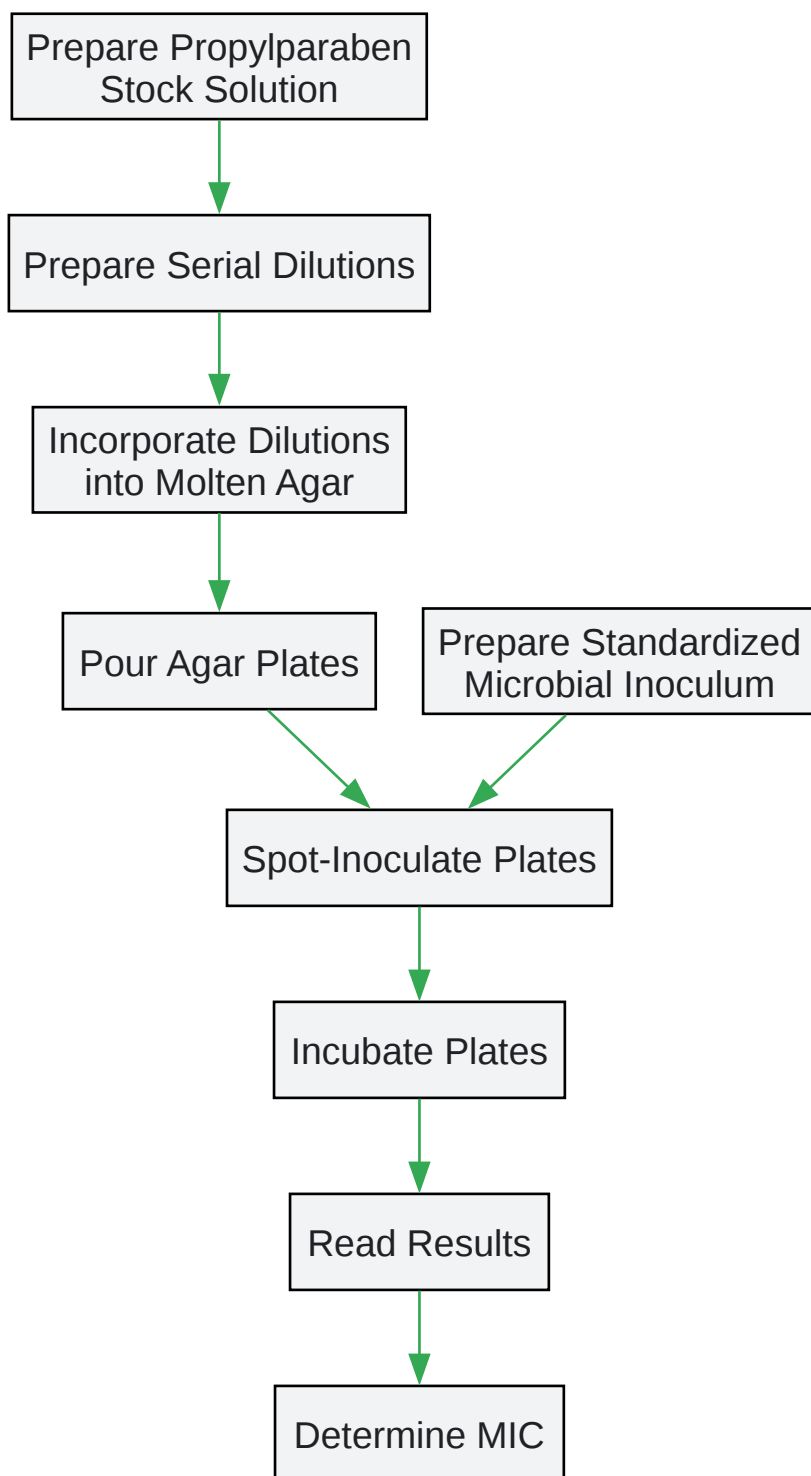 Prepare Propylparaben
Stock Solution
Prepare Serial Dilutions
Incorporate Dilutions
into Molten Agar
Pour Agar Plates
Prepare Standardized
Microbial Inoculum
Spot-Inoculate Plates
Incubate Plates
Read Results
Determine MIC